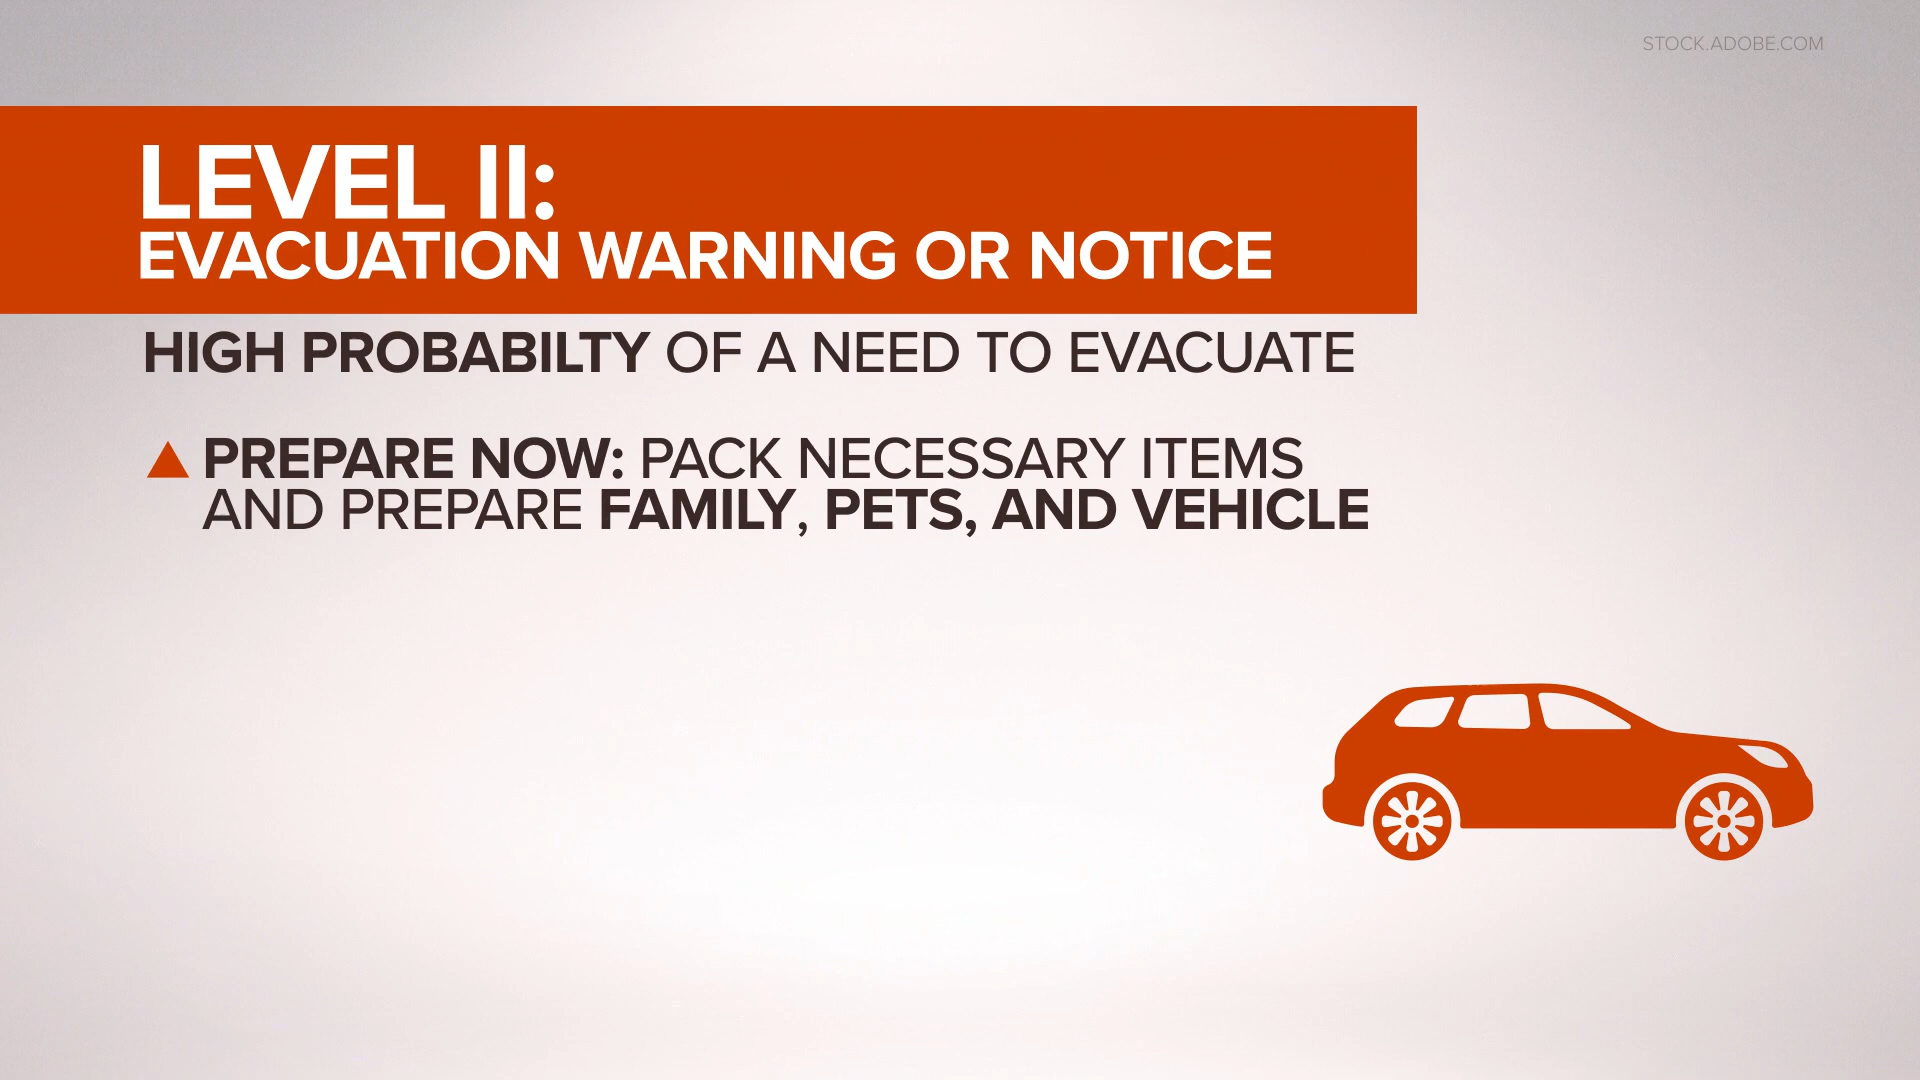 STOCK.ADOBE.COM
LEVEL II:
EVACUATION WARNING OR NOTICE
HIGH PROBABILTY OF A NEED TO EVACUATE
PREPARE NOW: PACK NECESSARY ITEMS
AND PREPARE FAMILY, PETS, AND VEHICLE